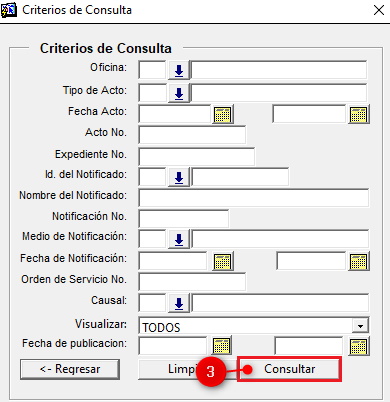 Criterios de Consulta
Criterios de Consulta
Oficina:
Tipo de Acto:
Fecha Acto:
Acto No.
Expediente No.
Id. del Notificado:
Nombre del Notificado:
Notificación No.
Medio de Notificación:
Fecha de Notificación:
Orden de Servicio No.
Causal:
Visualizar: TODOS
Fecha de publicacion:
<- Regresar Limpi 3 Consultar